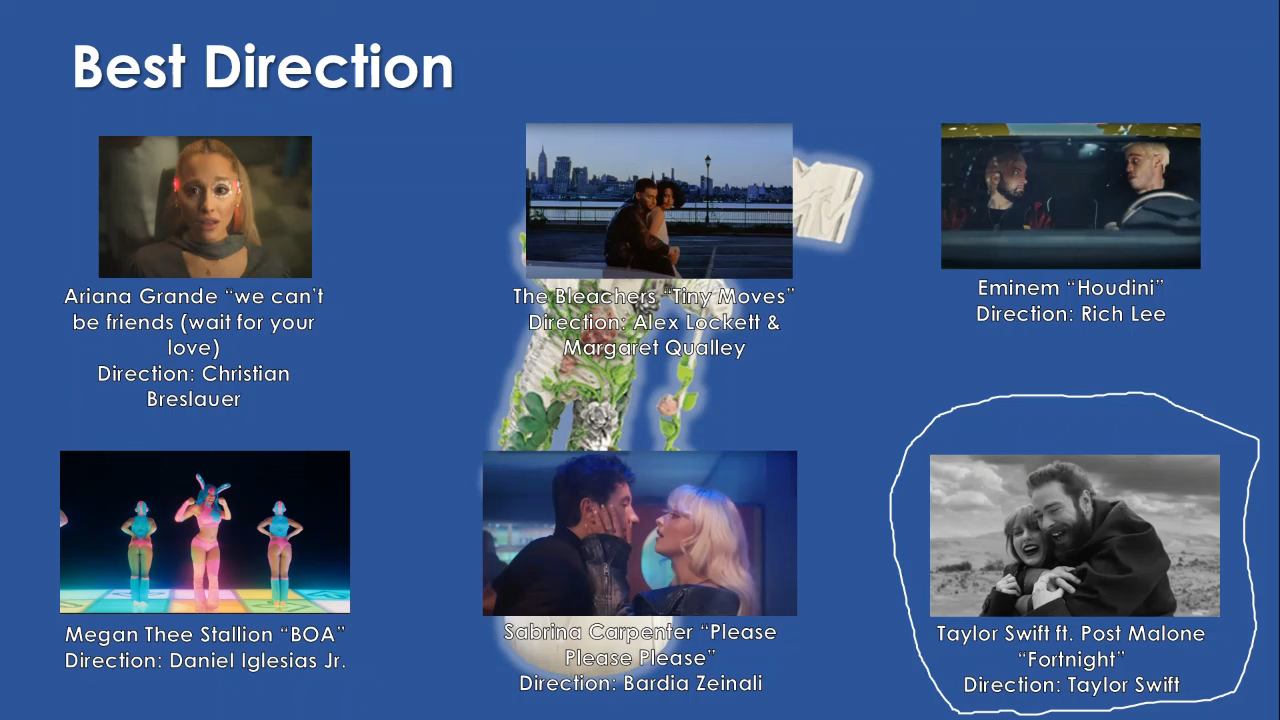 Best Direction
Ariana Grande “we can’t
be friends (wait for your
love)
Direction: Christian
Breslauer
The Bleachers “Tiny Moves”
Direction: Alex Lockett &
Margaret Qualley
Eminem “Houdini”
Direction: Rich Lee
Megan Thee Stallion “BOA”
Direction: Daniel Iglesias Jr.
Sabrina Carpenter “Please
Please Please”
Direction: Bardia Zeinali
Taylor Swift ft. Post Malone
“Fortnight”
Direction: Taylor Swift